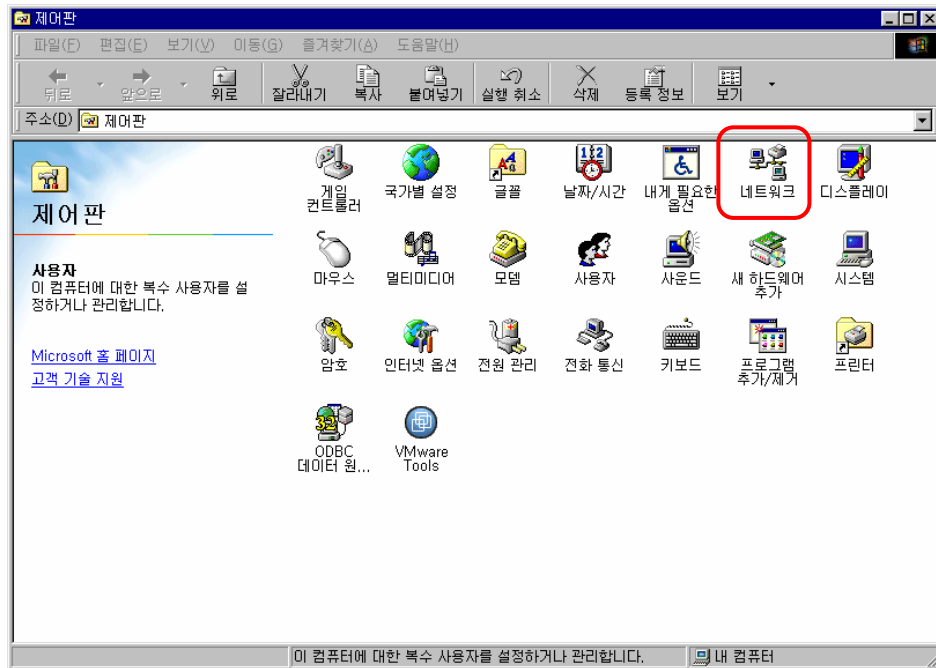 제어판
파일(F) 편집(E) 보기(V) 이동(G) 즐겨찾기(A) 도움말(H)
뒤로 앞으로 위로 잘라내기 복사 붙여넣기 실행 취소 삭제 등록 정보 보기
주소(D) 제어판
제어판
사용자
이 컴퓨터에 대한 복수 사용자를 설
정하거나 관리합니다.
Microsoft 홈 페이지
고객 기술 지원
게임
컨트롤러
국가별 설정
글꼴
날짜/시간
내게 필요한
옵션
네트워크
디스플레이
마우스
멀티미디어
모뎀
사용자
사운드
새 하드웨어
추가
시스템
암호
인터넷 옵션
전원 관리
전화 통신
키보드
프로그램
추가/제거
프린터
ODBC
데이터 원...
VMware
Tools
이 컴퓨터에 대한 복수 사용자를 설정하거나 관리합니다.
내 컴퓨터